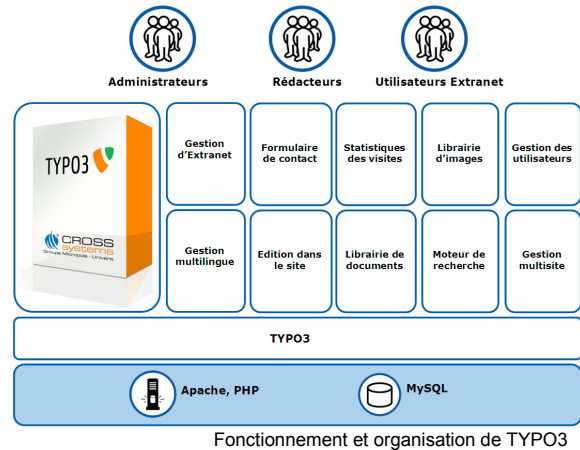 Administrateurs
Rédacteurs
Utilisateurs Extranet
TYPO3
CROSS
systems
Groupe Micropole - Univers
Gestion
d'Extranet
Formulaire
de contact
Statistiques
des visites
Librairie
d'images
Gestion des
utilisateurs
Gestion
multilingue
Edition dans
le site
Librairie de
documents
Moteur de
recherche
Gestion
multisite
TYPO3
Apache, PHP
MySQL
Fonctionnement et organisation de TYPO3